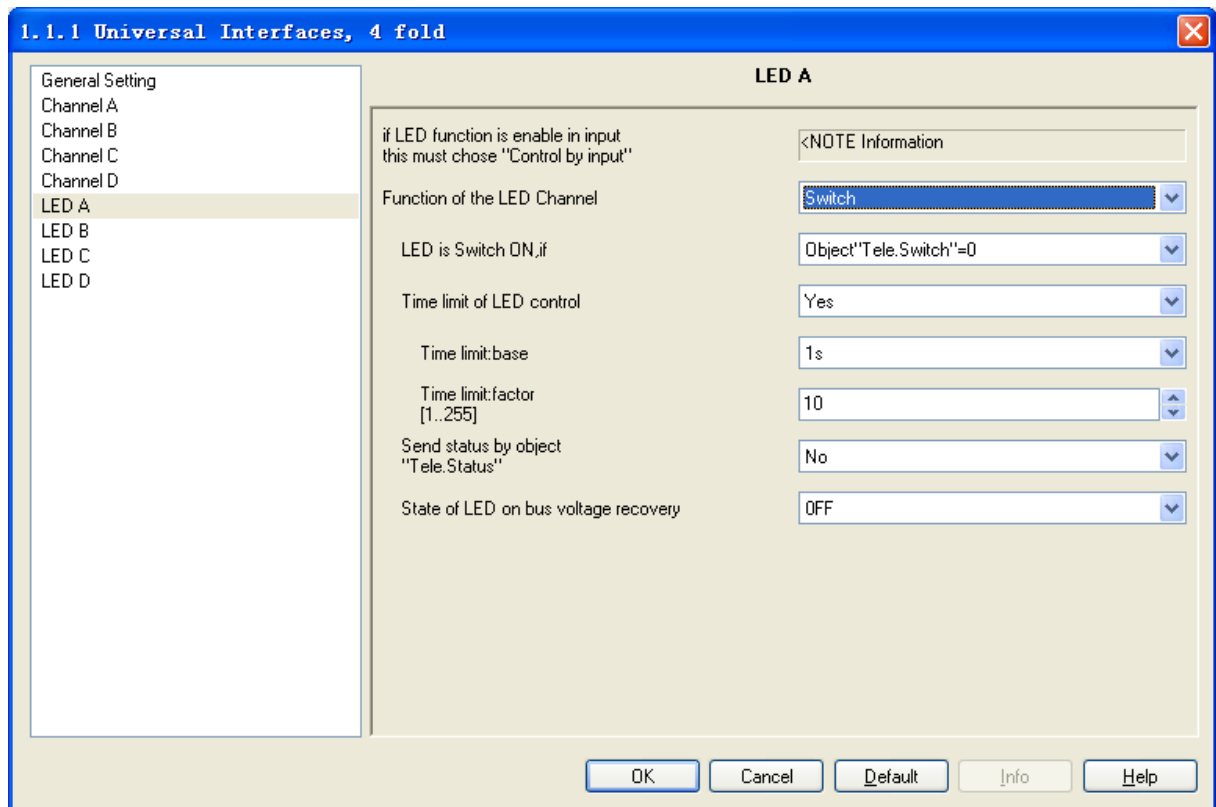 1.1.1 Universal Interfaces, 4 fold
General Setting
Channel A
Channel B
Channel C
Channel D
LED A
LED B
LED C
LED D
LED A
if LED function is enable in input
this must chose "Control by input"
<NOTE Information
Function of the LED Channel
Switch
LED is Switch ON,if
Object"Tele.Switch"=0
Time limit of LED control
Yes
Time limit:base
1s
Time limit:factor
[1..255]
10
Send status by object
"Tele.Status"
No
State of LED on bus voltage recovery
OFF
OK
Cancel
Default
Info
Help